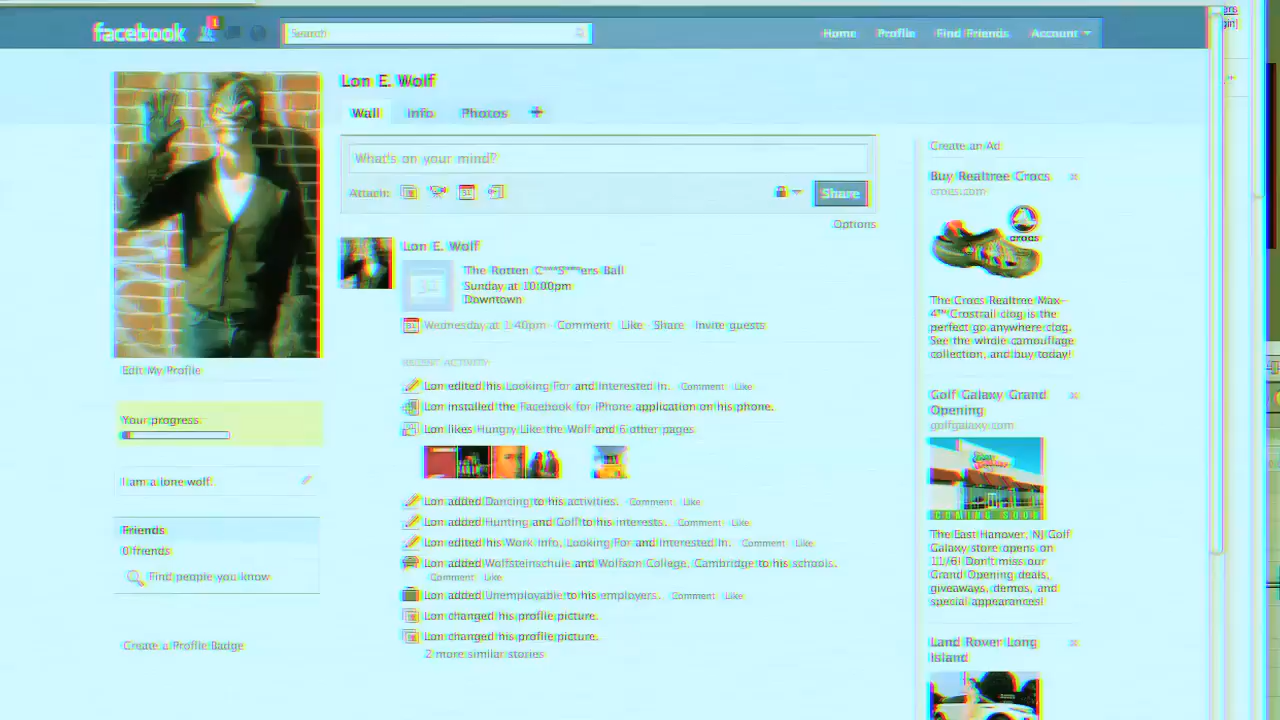 facebook
1
Search
Home Profile Find Friends Account
Lon E. Wolf
Wall Info Photos +
What's on your mind?
Attach:
31
Share
Options
Lon E. Wolf
The Rotten C***S****ers Ball
Sunday at 10:00pm
Downtown
31 Wednesday at 1:40pm Comment Like Share Invite guests
RECENT ACTIVITY
Lon edited his Looking For and Interested In. Comment Like
Lon installed the Facebook for iPhone application on his phone.
Lon likes Hungry Like the Wolf and 6 other pages
Lon added Dancing to his activities. Comment Like
Lon added Hunting and Golf to his interests. Comment Like
Lon edited his Work Info, Looking For and Interested In. Comment Like
Lon added Wolfsteinschule and Wolfson College, Cambridge to his schools.
Comment Like
Lon added Unemployable to his employers. Comment Like
Lon changed his profile picture.
Lon changed his profile picture.
2 more similar stories
Edit My Profile
Your progress:
I am a lone wolf.
Friends
0 friends
Find people you know
Create a Profile Badge
Create an Ad
Buy Realtree Crocs x
crocs.com
crocs
The Crocs Realtree Max-
4™ Crostrail clog is the
perfect go anywhere clog.
See the whole camouflage
collection, and buy today!
Golf Galaxy Grand x
Opening
golfgalaxy.com
COMING SOON
The East Hanover, NJ Golf
Galaxy store opens on
11/6! Don't miss our
Grand Opening deals,
giveaways, demos, and
special appearances!
Land Rover Long x
Island